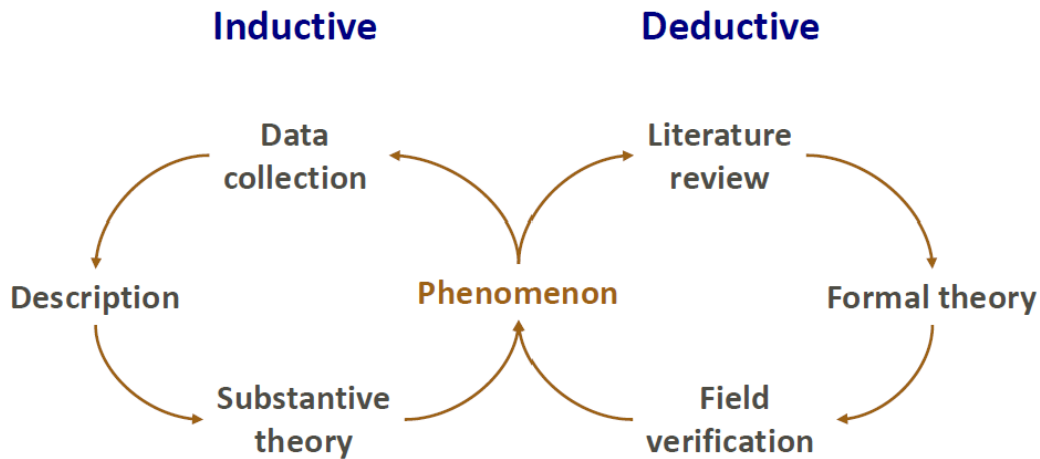 Inductive
Deductive
Data
collection
Literature
review
Description
Phenomenon
Formal theory
Substantive
theory
Field
verification